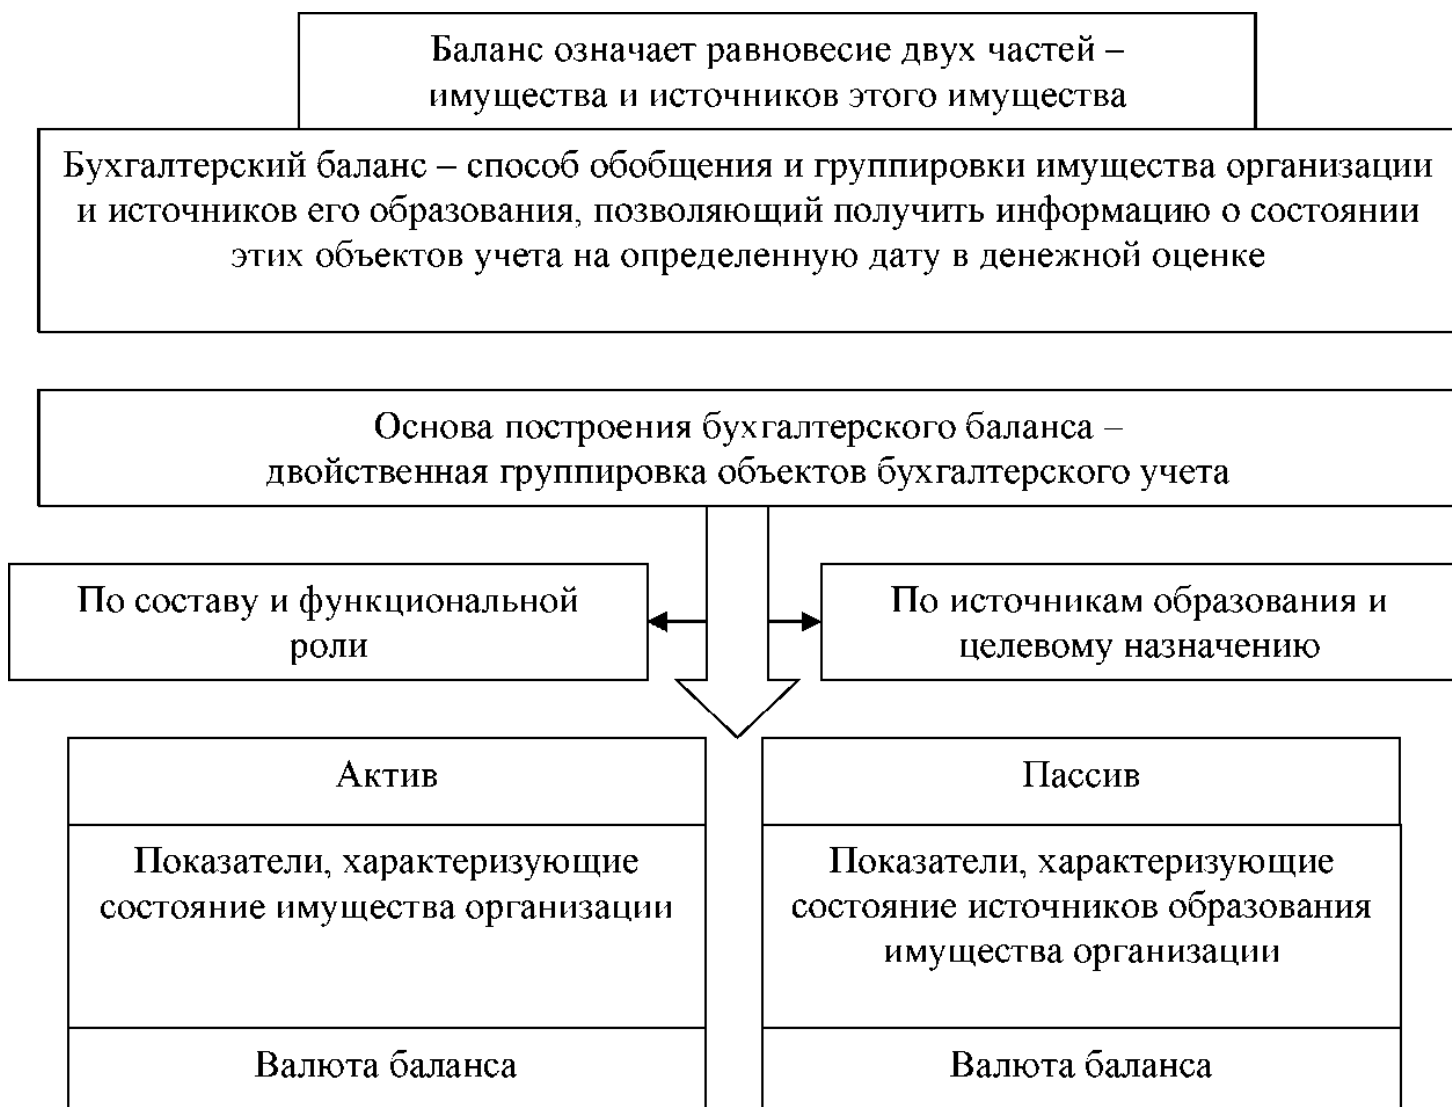 Баланс означает равновесие двух частей –
имущества и источников этого имущества
Бухгалтерский баланс – способ обобщения и группировки имущества организации
и источников его образования, позволяющий получить информацию о состоянии
этих объектов учета на определенную дату в денежной оценке
Основа построения бухгалтерского баланса –
двойственная группировка объектов бухгалтерского учета
По составу и функциональной
роли
По источникам образования и
целевому назначению
Актив
Показатели, характеризующие
состояние имущества организации
Валюта баланса
Пассив
Показатели, характеризующие
состояние источников образования
имущества организации
Валюта баланса